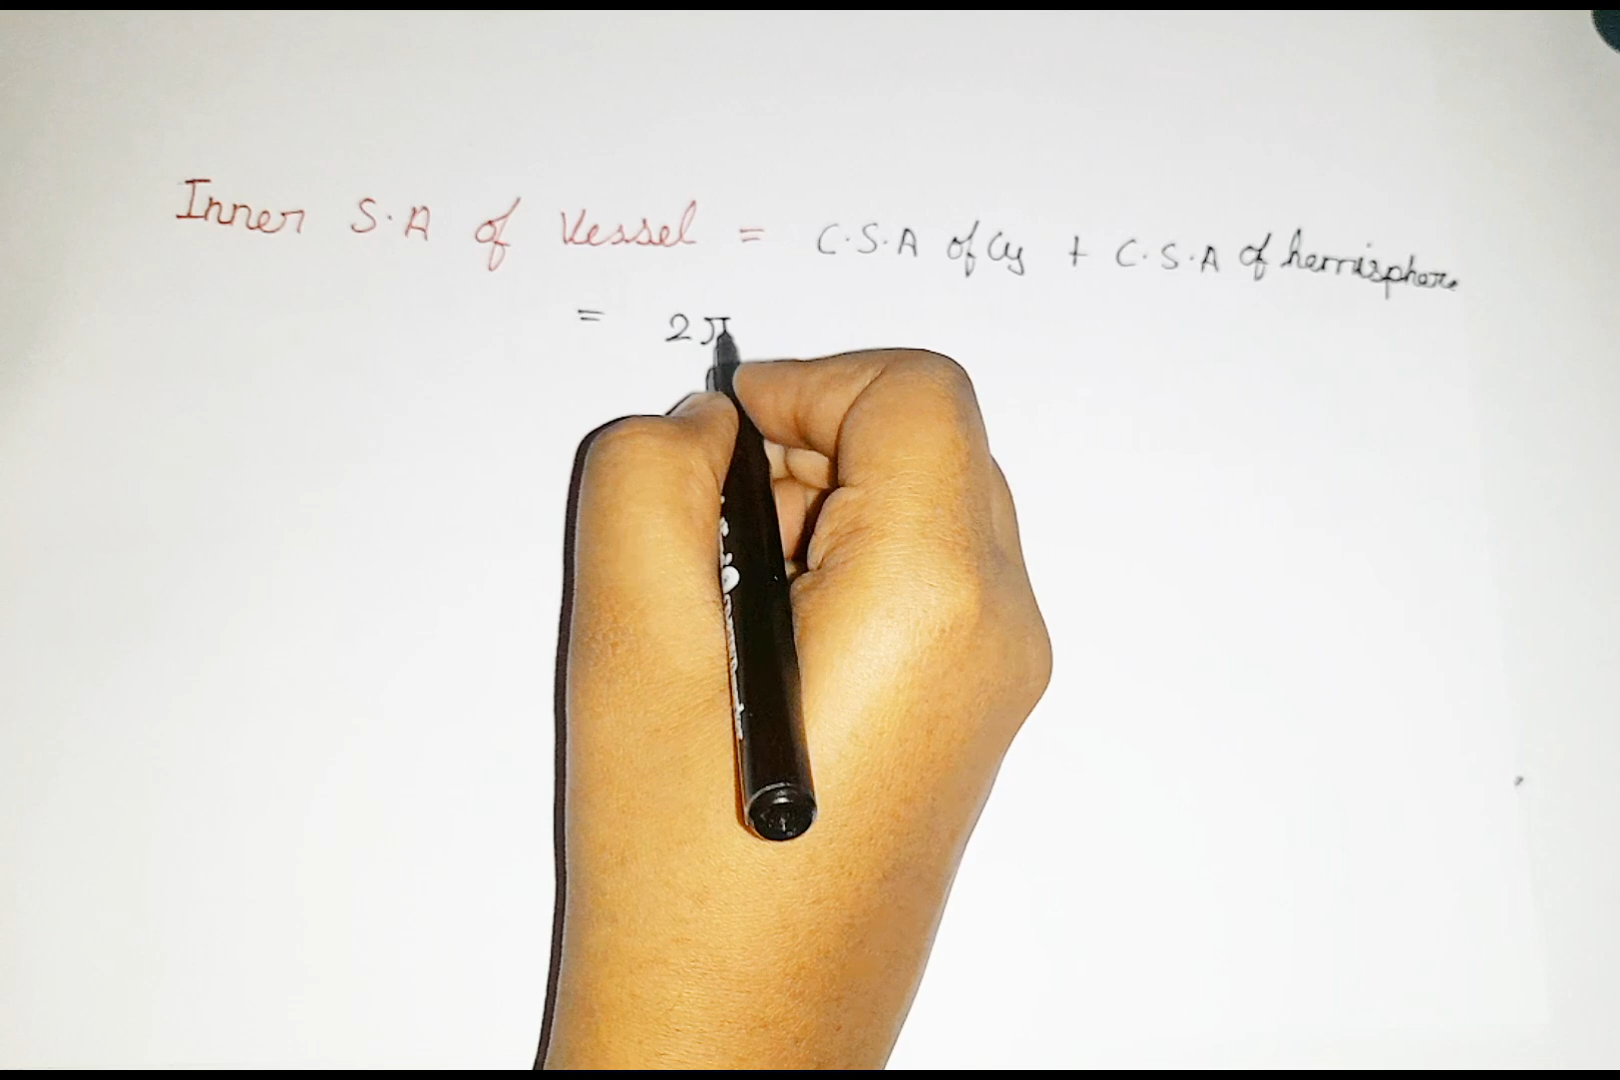 Inner S.A of Vessel = C.S.A of Cy + C.S.A of hemisphere
= 2π